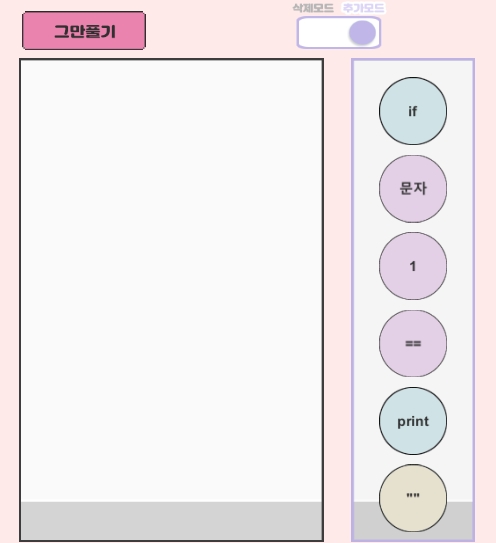 그만풀기
삭제모드 추가모드
if
문자
1
==
print
""